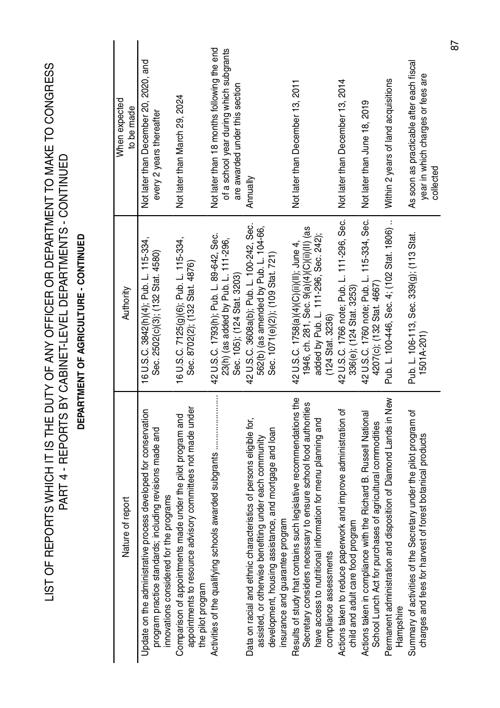 LIST OF REPORTS WHICH IT IS THE DUTY OF ANY OFFICER OR DEPARTMENT TO MAKE TO CONGRESS
PART 4 - REPORTS BY CABINET-LEVEL DEPARTMENTS - CONTINUED
DEPARTMENT OF AGRICULTURE - CONTINUED
Nature of report
Authority
When expected
to be made
Update on the administrative process developed for conservation
program practice standards; including revisions made and
innovations considered for the programs
16 U.S.C. 3842(h)(4); Pub. L. 115-334,
Sec. 2502(c)(3); (132 Stat. 4580)
Not later than December 20, 2020, and
every 2 years thereafter
Comparison of appointments made under the pilot program and
appointments to resource advisory committees not made under
the pilot program
16 U.S.C. 7125(g)(6); Pub. L. 115-334,
Sec. 8702(2); (132 Stat. 4876)
Not later than March 29, 2024
Activities of the qualifying schools awarded subgrants
42 U.S.C. 1793(h); Pub. L. 89-642, Sec.
23(h) (as added by Pub. L. 111-296,
Sec. 105); (124 Stat. 3203)
Not later than 18 months following the end
of a school year during which subgrants
are awarded under this section
Data on racial and ethnic characteristics of persons eligible for,
assisted, or otherwise benefiting under each community
development, housing assistance, and mortgage and loan
insurance and guarantee program
42 U.S.C. 3608a(b); Pub. L. 100-242, Sec.
562(b) (as amended by Pub. L. 104-66,
Sec. 1071(e)(2)); (109 Stat. 721)
Annually
Results of study that contains such legislative recommendations the
Secretary considers necessary to ensure school food authorities
have access to nutritional information for menu planning and
compliance assessments
42 U.S.C. 1758(a)(4)(C)(ii)(II); June 4,
1946, ch. 281, Sec. 9(a)(4)(C)(ii)(II) (as
added by Pub. L. 111-296, Sec. 242);
(124 Stat. 3236)
Not later than December 13, 2011
Actions taken to reduce paperwork and improve administration of
child and adult care food program
42 U.S.C. 1766 note; Pub. L. 111-296, Sec.
336(e); (124 Stat. 3253)
Not later than December 13, 2014
Actions taken in compliance with the Richard B. Russell National
School Lunch Act for purchases of agricultural commodities
42 U.S.C. 1760 note; Pub. L. 115-334, Sec.
4207(c); (132 Stat. 4667)
Not later than June 18, 2019
Permanent administration and disposition of Diamond Lands in New
Hampshire
Pub. L. 100-446, Sec. 4; (102 Stat. 1806) ..
Within 2 years of land acquisitions
Summary of activities of the Secretary under the pilot program of
charges and fees for harvest of forest botanical products
Pub. L. 106-113, Sec. 339(g); (113 Stat.
1501A-201)
As soon as practicable after each fiscal
year in which charges or fees are
collected
87